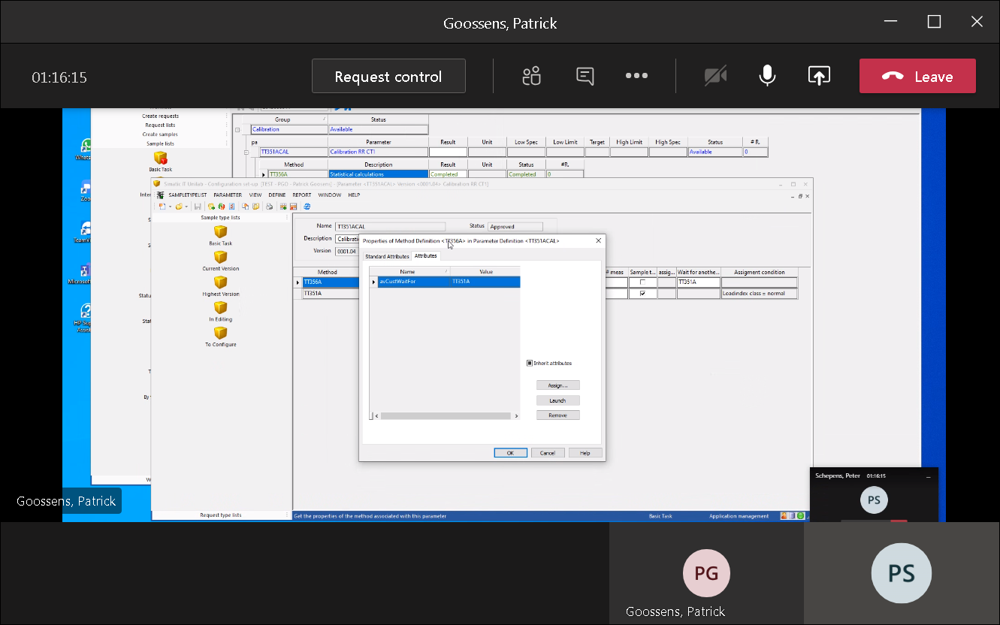 Goossens, Patrick
01:16:15
Request control
Leave
Create requests
Request lists
Create samples
Sample lists
Basic Task
Group Status
Calibration Available
pa Parameter Result Unit Low Spec Low Limit Target High Limit High Spec Status # R.
TT351ACAL Calibration RR CT1 Available 0
Method Description Result Unit Status #R.
TT356A Statistical calculations Completed Completed 0
Simatic IT Unilab - Configuration set-up [TEST - PGO - Patrick Goosens] - [Parameter <TT351ACAL> Version <0001.04> Calibration RR CT1]
SAMPLETYPELIST PARAMETER VIEW DEFINE REPORT WINDOW HELP
Sample type lists
Basic Task
Current Version
Highest Version
In Editing
To Configure
Request type lists
Name TT351ACAL Status Approved
Description Calibrati
Version 0001.04
Method # meas Sample t... assig... Wait for anothe... Assigment condition
TT356A TT351A
TT351A Loadindex class = normal
Properties of Method Definition <TT356A> in Parameter Definition <TT351ACAL>
Standard Attributes Attributes
Name Value
avCustWaitFor TT351A
Inherit attributes
Assign...
Launch
Remove
OK Cancel Help
Get the properties of the method associated with this parameter Basic Task Application management
Schepens, Peter 01:16:15
PS
Goossens, Patrick
PG
Goossens, Patrick
PS